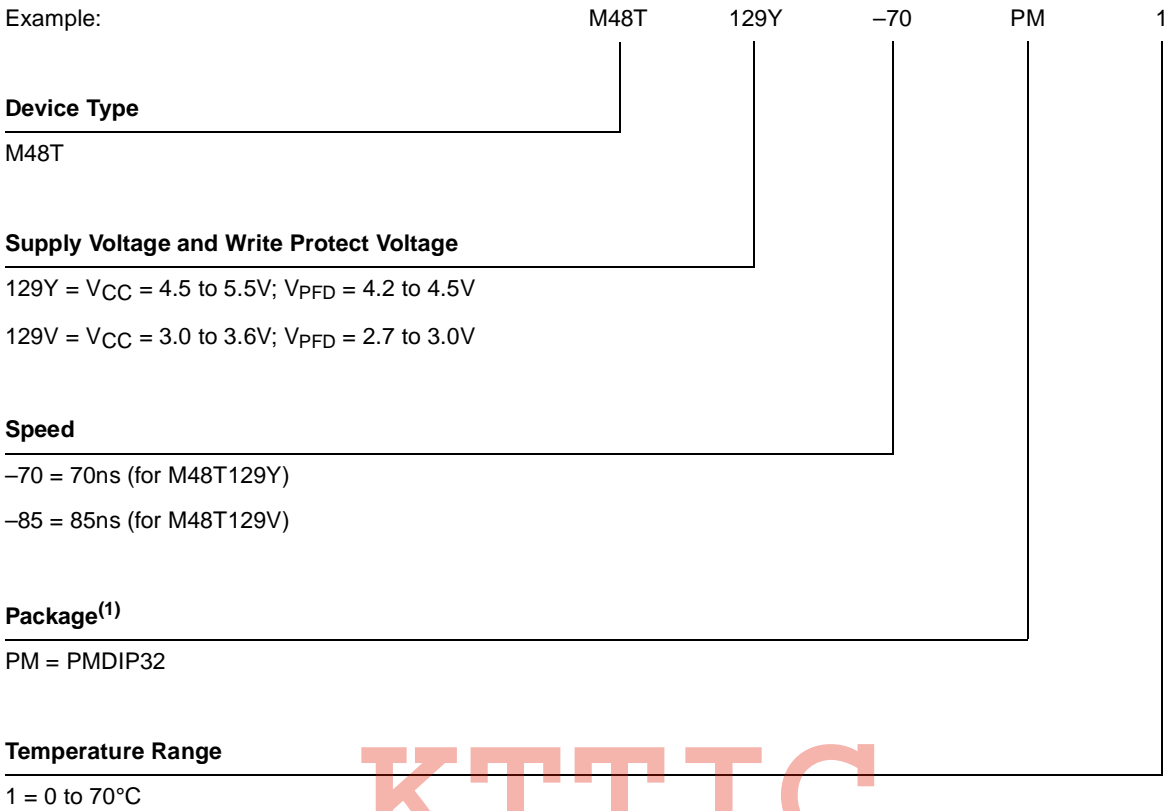 Example: M48T 129Y –70 PM 1
Device Type
M48T
Supply Voltage and Write Protect Voltage
129Y = VCC = 4.5 to 5.5V; VPFD = 4.2 to 4.5V
129V = VCC = 3.0 to 3.6V; VPFD = 2.7 to 3.0V
Speed
–70 = 70ns (for M48T129Y)
–85 = 85ns (for M48T129V)
Package(1)
PM = PMDIP32
Temperature Range
1 = 0 to 70°C